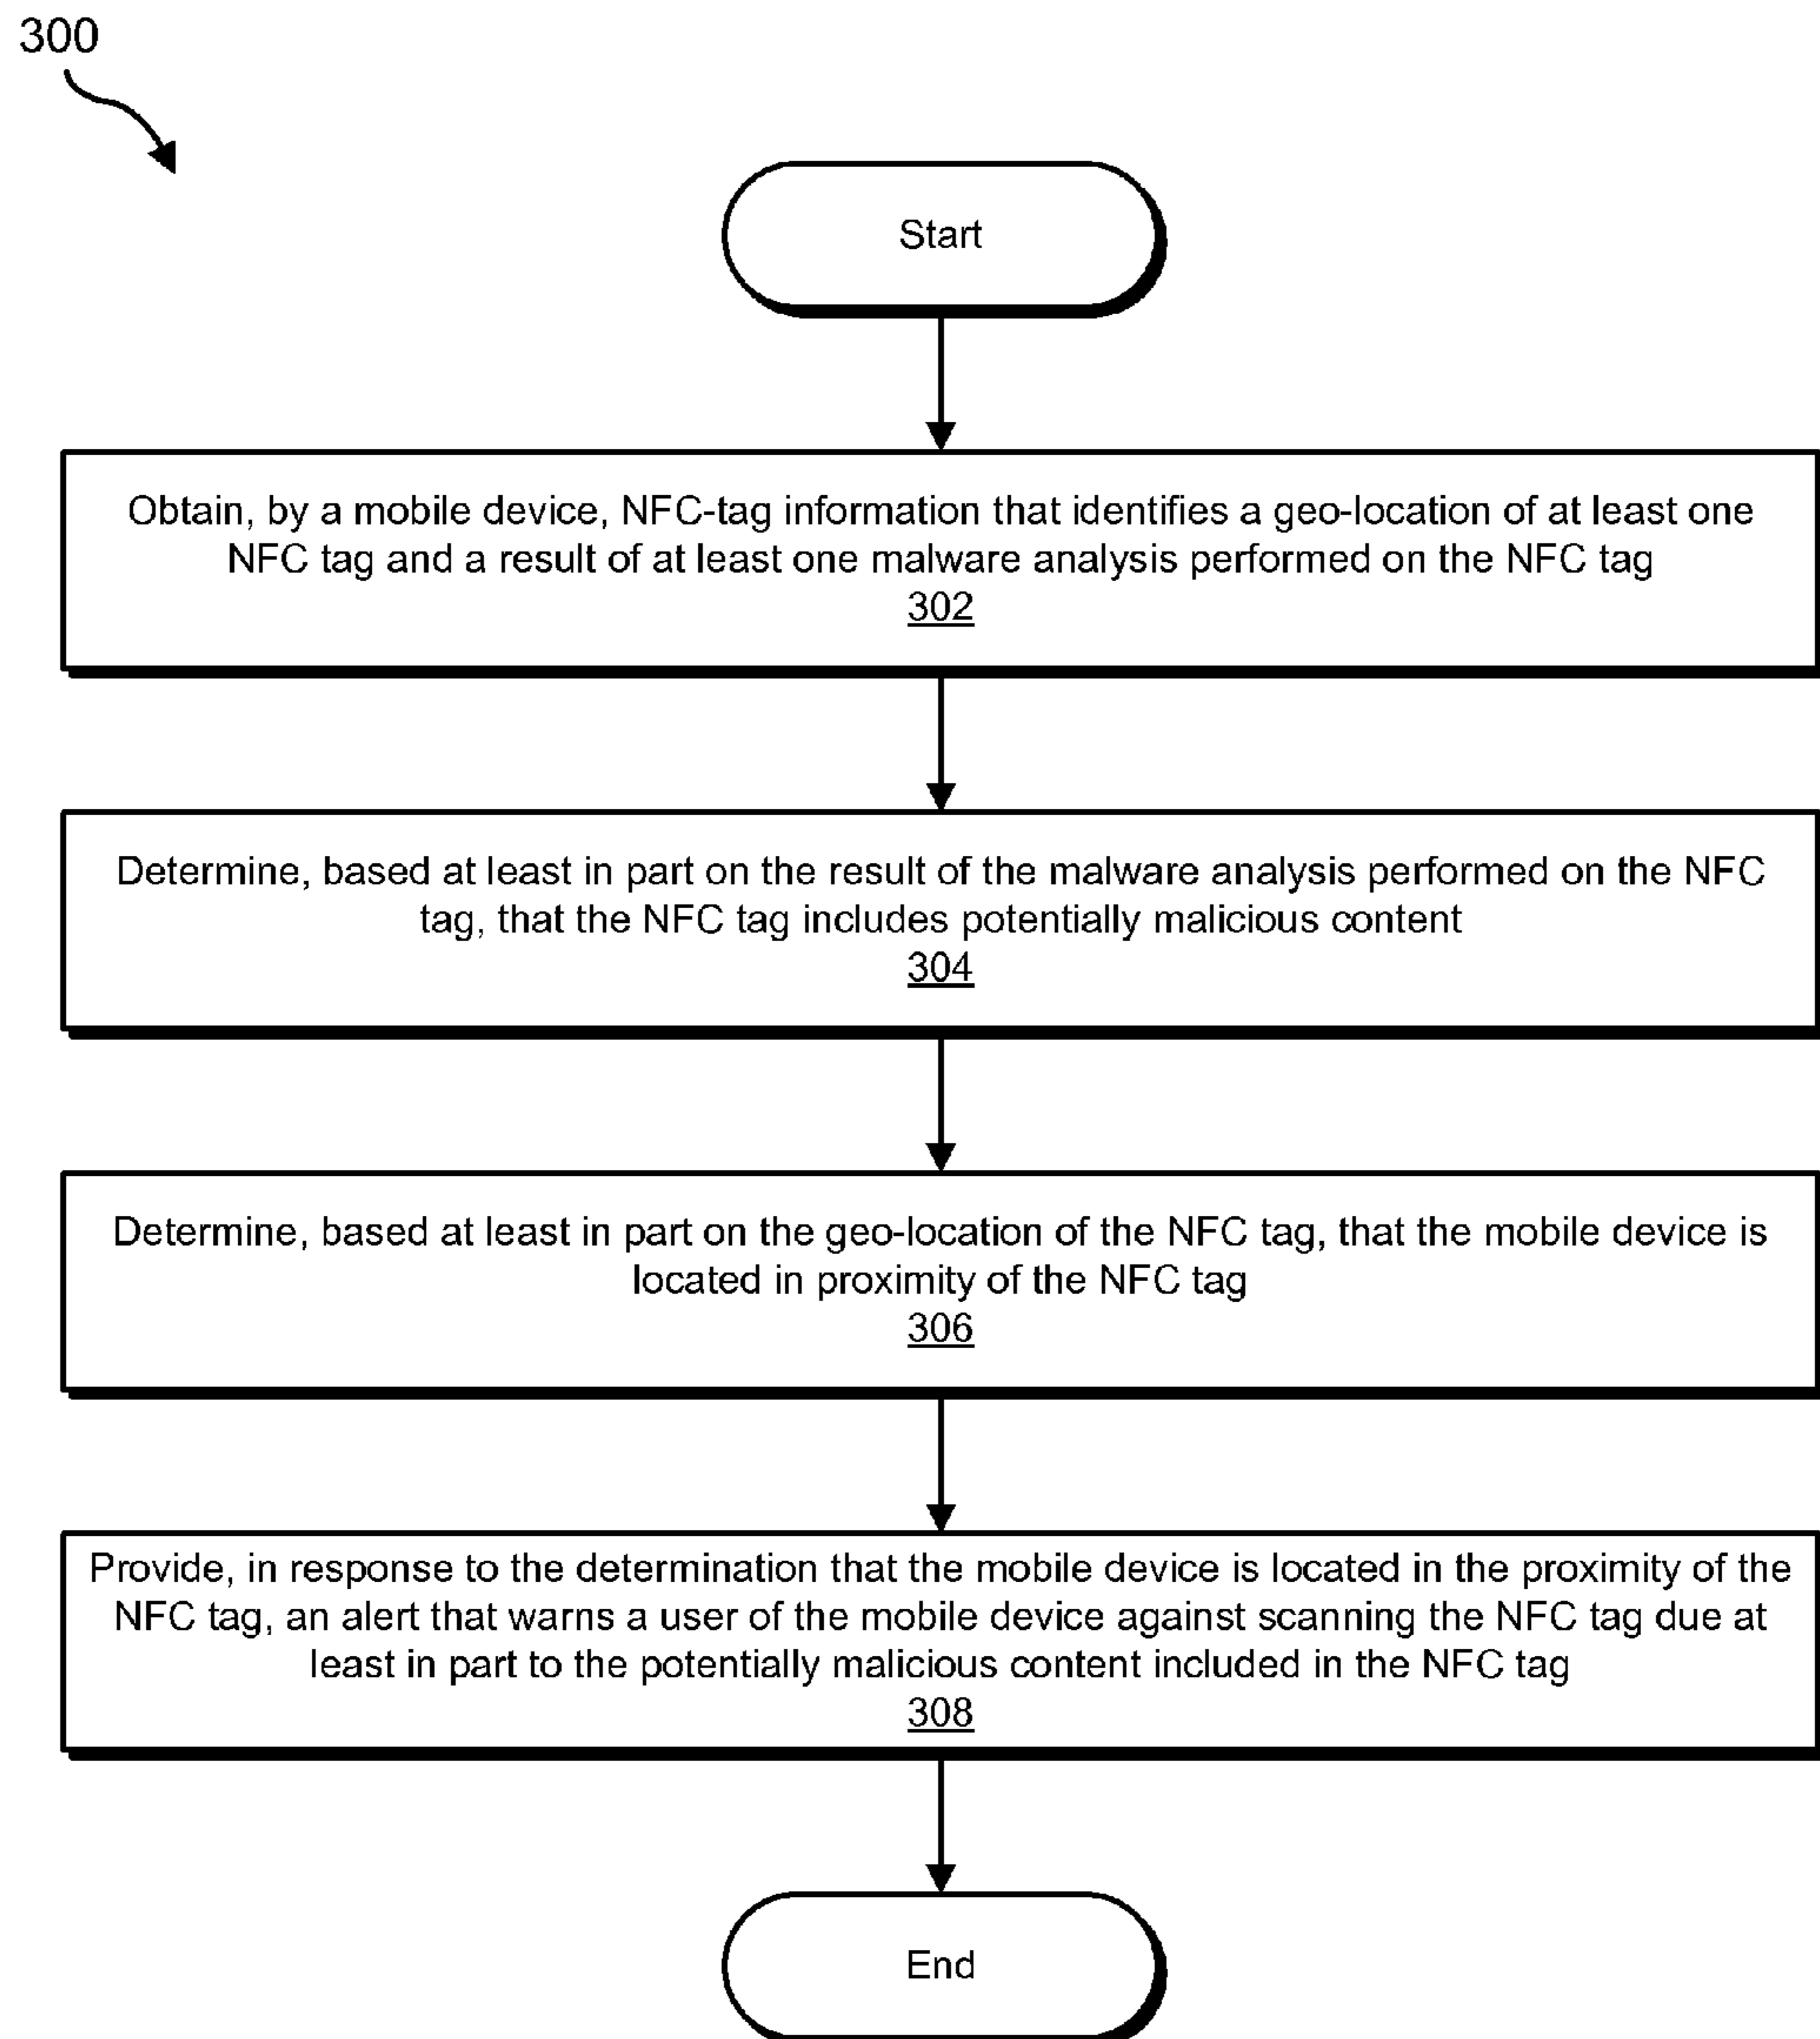 300
Start
Obtain, by a mobile device, NFC-tag information that identifies a geo-location of at least one
NFC tag and a result of at least one malware analysis performed on the NFC tag
302
Determine, based at least in part on the result of the malware analysis performed on the NFC
tag, that the NFC tag includes potentially malicious content
304
Determine, based at least in part on the geo-location of the NFC tag, that the mobile device is
located in proximity of the NFC tag
306
Provide, in response to the determination that the mobile device is located in the proximity of the
NFC tag, an alert that warns a user of the mobile device against scanning the NFC tag due at
least in part to the potentially malicious content included in the NFC tag
308
End